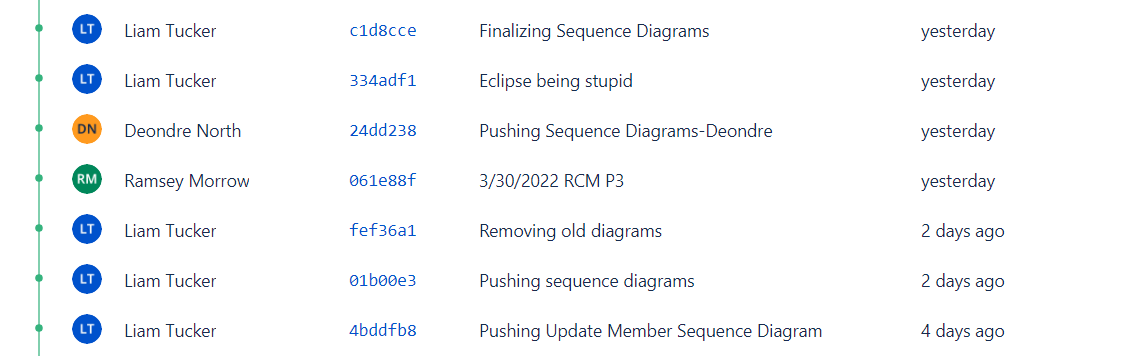 LT Liam Tucker c1d8cce Finalizing Sequence Diagrams yesterday
LT Liam Tucker 334adf1 Eclipse being stupid yesterday
DN Deondre North 24dd238 Pushing Sequence Diagrams-Deondre yesterday
RM Ramsey Morrow 061e88f 3/30/2022 RCM P3 yesterday
LT Liam Tucker fef36a1 Removing old diagrams 2 days ago
LT Liam Tucker 01b00e3 Pushing sequence diagrams 2 days ago
LT Liam Tucker 4bddfb8 Pushing Update Member Sequence Diagram 4 days ago